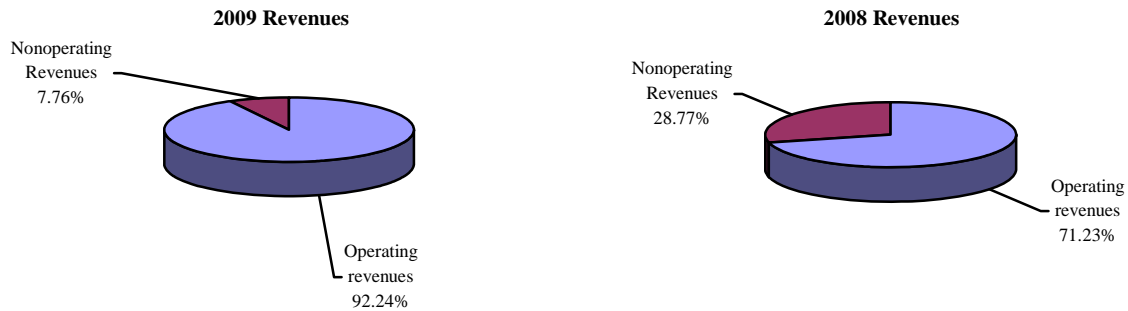 2009 Revenues
Nonoperating
Revenues
7.76%
Operating
revenues
92.24%
2008 Revenues
Nonoperating
Revenues
28.77%
Operating
revenues
71.23%